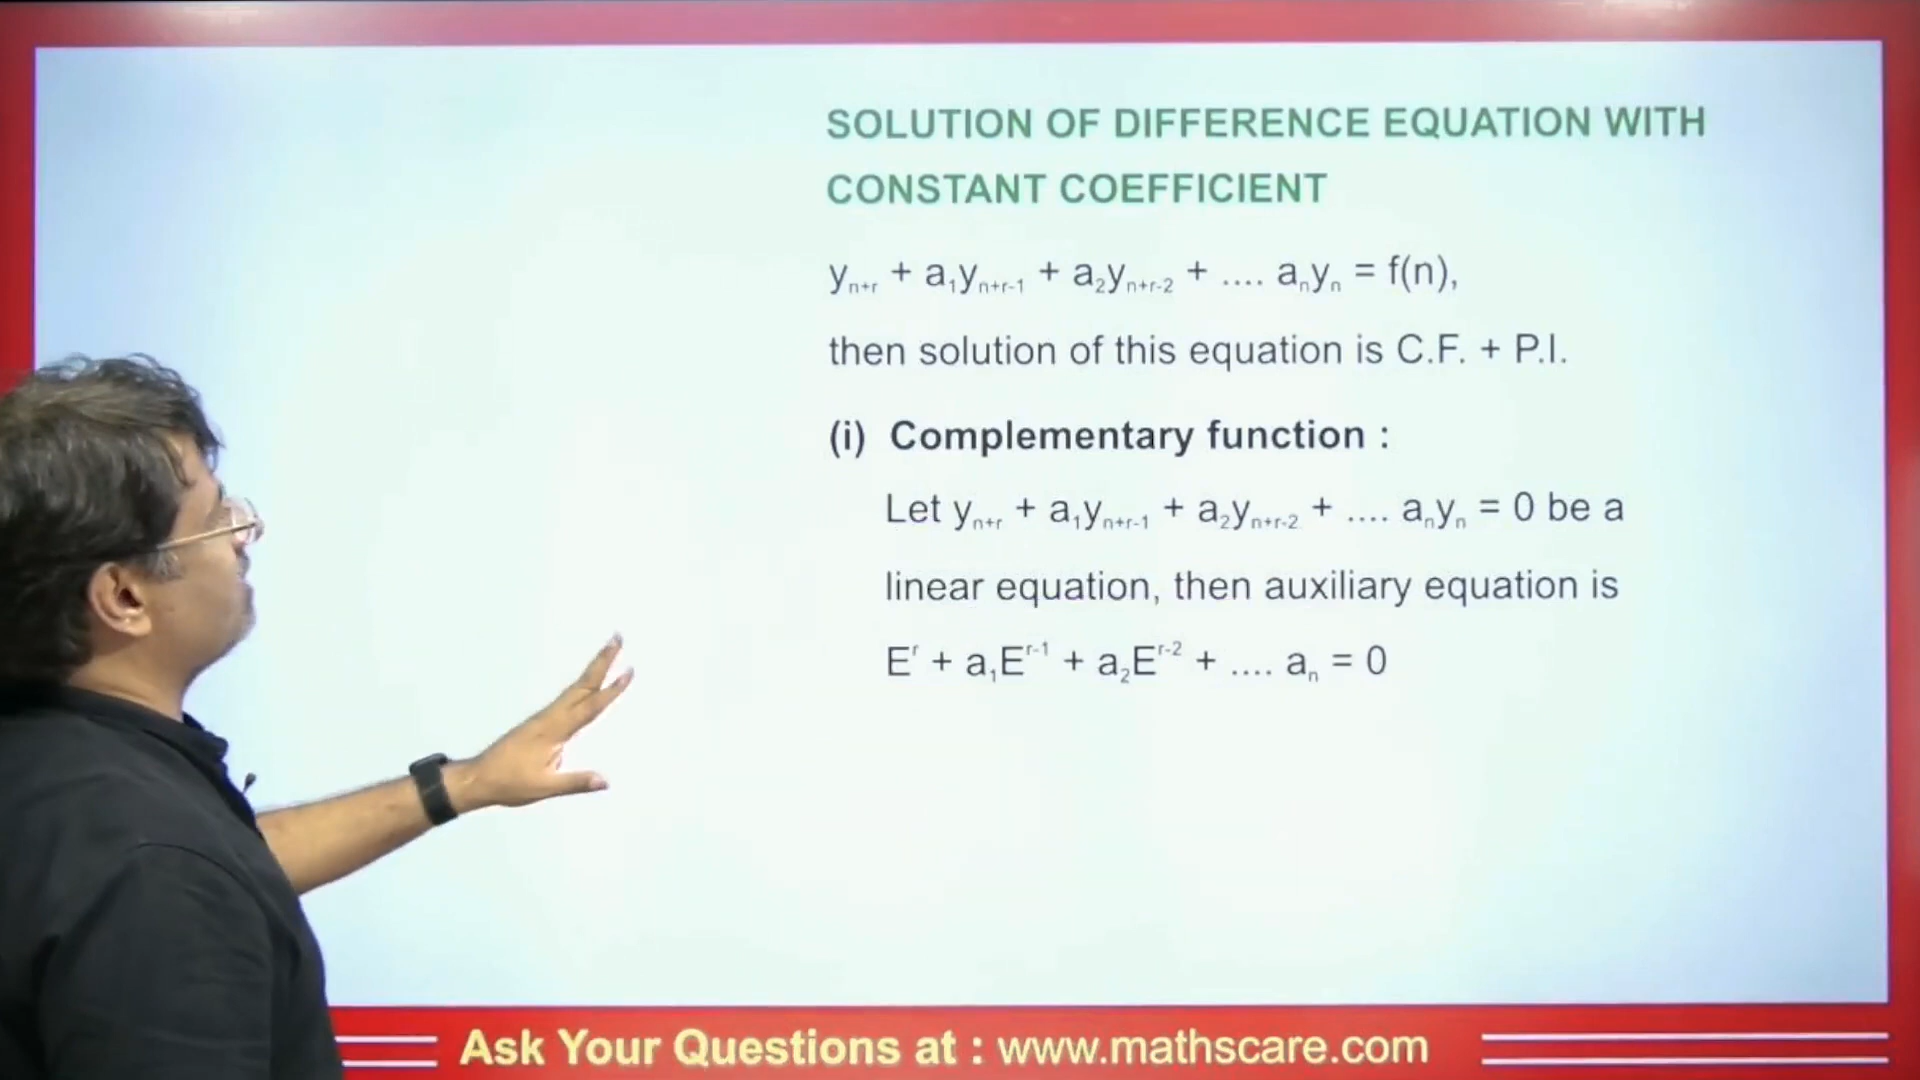 SOLUTION OF DIFFERENCE EQUATION WITH
CONSTANT COEFFICIENT
yₙ₊ᵣ + a₁yₙ₊ᵣ₋₁ + a₂yₙ₊ᵣ₋₂ + .... aₙyₙ = f(n),
then solution of this equation is C.F. + P.I.
(i) Complementary function :
Let yₙ₊ᵣ + a₁yₙ₊ᵣ₋₁ + a₂yₙ₊ᵣ₋₂ + .... aₙyₙ = 0 be a
linear equation, then auxiliary equation is
Eʳ + a₁Eʳ⁻¹ + a₂Eʳ⁻² + .... aₙ = 0
Ask Your Questions at : www.mathscare.com